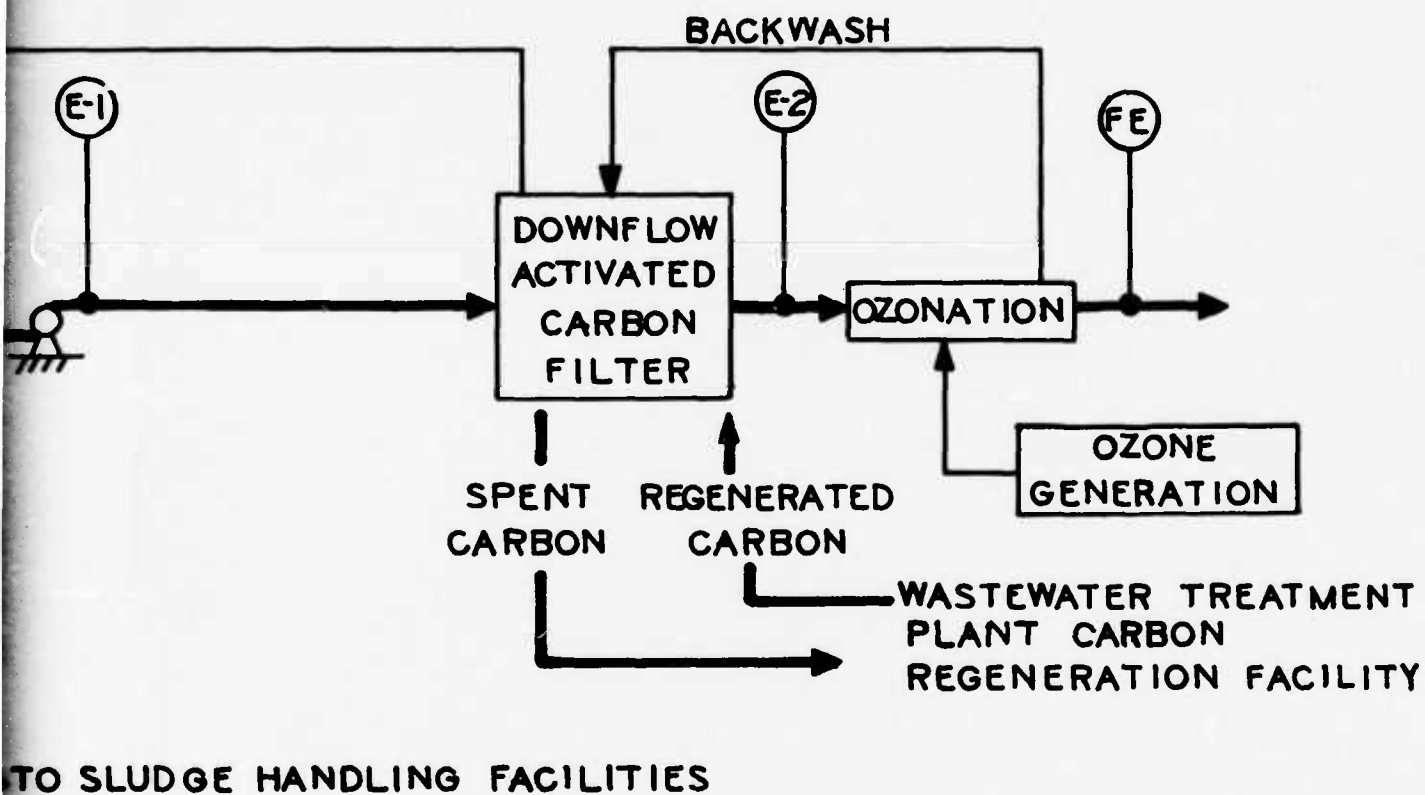 BACKWASH
E-1
E-2
FE
DOWNFLOW
ACTIVATED
CARBON
FILTER
OZONATION
OZONE
GENERATION
SPENT
CARBON
REGENERATED
CARBON
WASTEWATER TREATMENT
PLANT CARBON
REGENERATION FACILITY
TO SLUDGE HANDLING FACILITIES